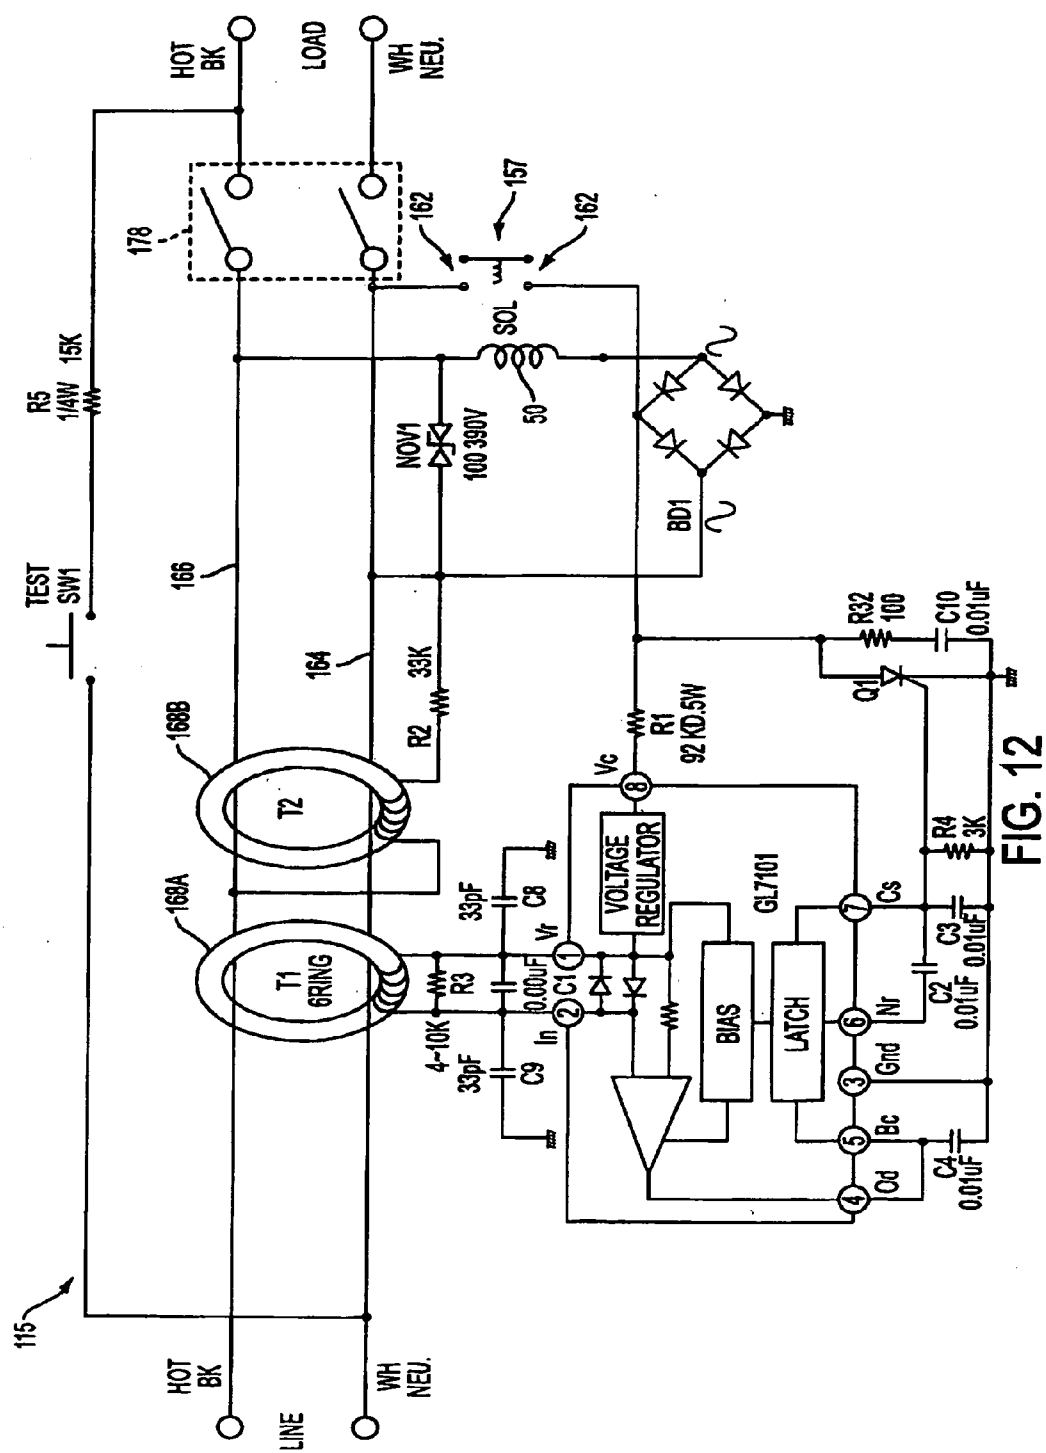 115
HOT
BK
LINE
WH
NEU.
TEST
SW1
R5
1/4W
15K
168A
T1
6RING
168B
T2
166
164
178
HOT
BK
LOAD
WH
NEU.
162
157
162
SOL
50
NOV1
100 390V
R2
33K
BD1
4~10K
R3
33pF
C9
0.00uF
C1
33pF
C8
In
2
Vr
1
Vc
8
R1
92 KD.5W
VOLTAGE
REGULATOR
GL7101
BIAS
LATCH
4
Od
5
Bc
3
Gnd
6
Nr
7
Cs
C4
0.01uF
C2
0.01uF
C3
0.01uF
R4
3K
Q1
R32
100
C10
0.01uF
FIG. 12